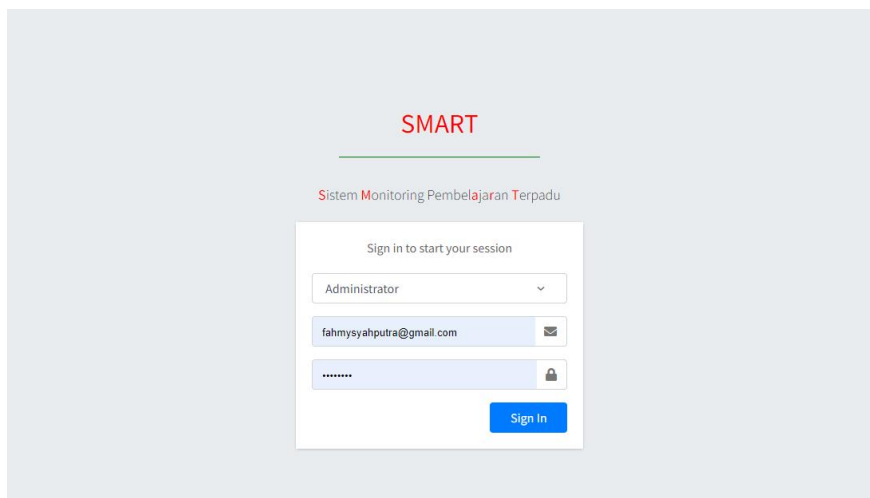 SMART
Sistem Monitoring Pembelajaran Terpadu
Sign in to start your session
Administrator
fahmysyahputra@gmail.com
••••••••
Sign In